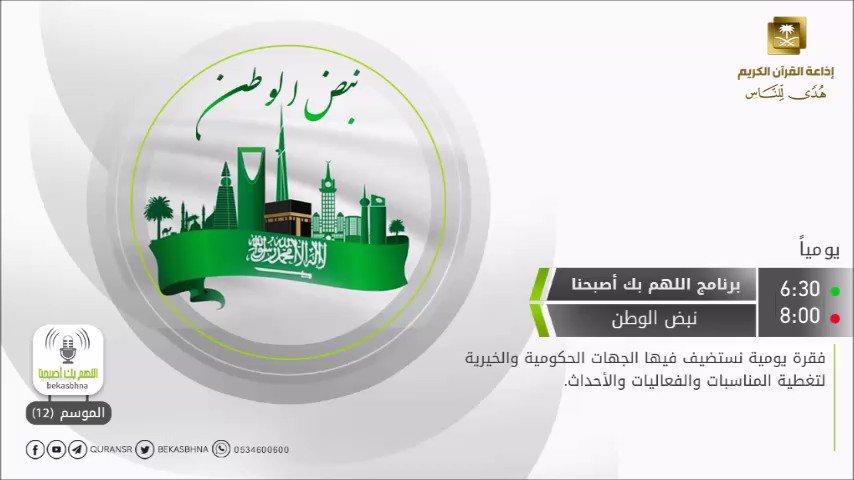 إذاعة القرآن الكريم
هُدًى لِّلنَّاسِ
نبض الوطن
لا إله إلا الله محمد رسول الله
يومياً
6:30
8:00
برنامج اللهم بك أصبحنا
نبض الوطن
فقرة يومية نستضيف فيها الجهات الحكومية والخيرية
لتغطية المناسبات والفعاليات والأحداث.
اللهم بك أصبحنا
bekasbhna
الموسم (12)
QURANSR BEKASBHNA 0534600600